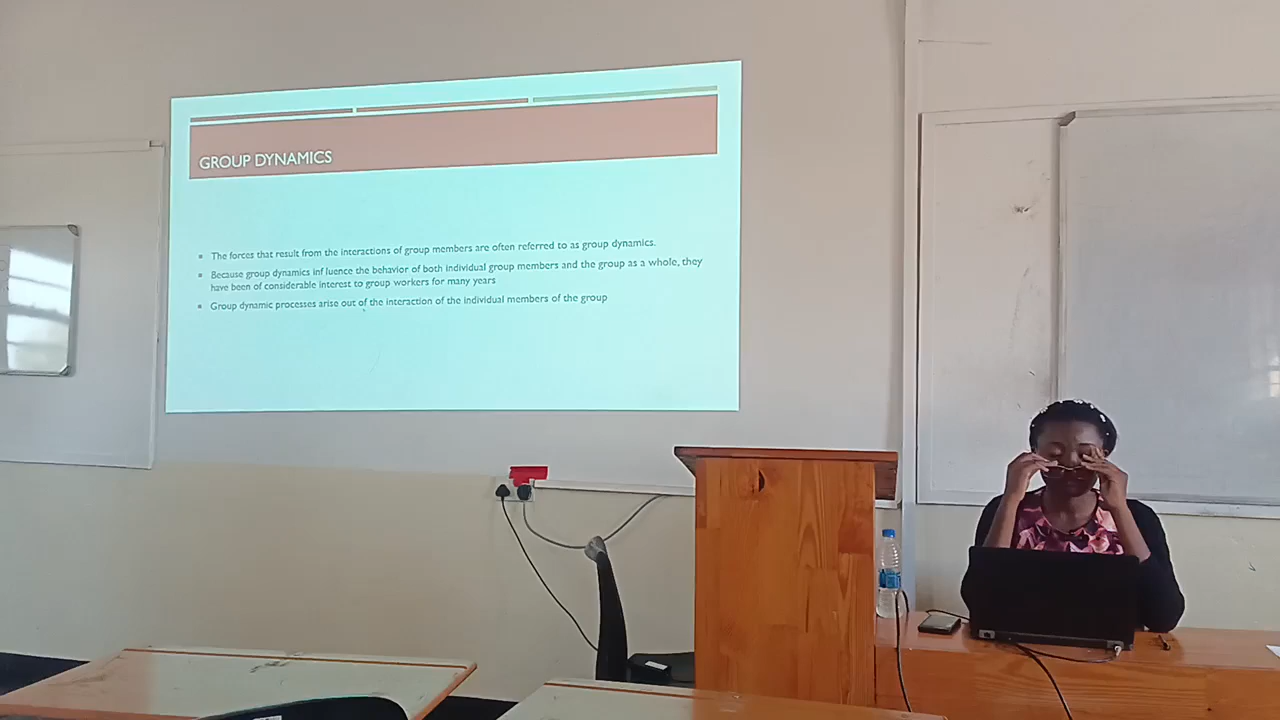 GROUP DYNAMICS
The forces that result from the interactions of group members are often referred to as group dynamics.
Because group dynamics inf luence the behavior of both individual group members and the group as a whole, they
have been of considerable interest to group workers for many years
Group dynamic processes arise out of the interaction of the individual members of the group